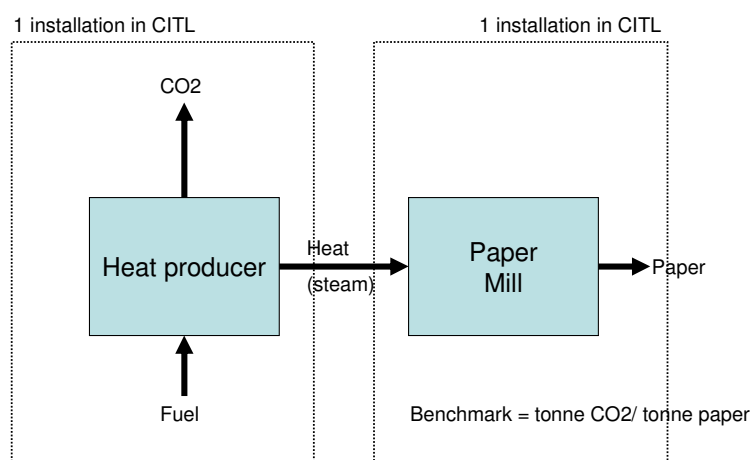 1 installation in CITL
1 installation in CITL
CO2
Heat producer
Heat
(steam)
Paper
Mill
Paper
Fuel
Benchmark = tonne CO2/ tonne paper